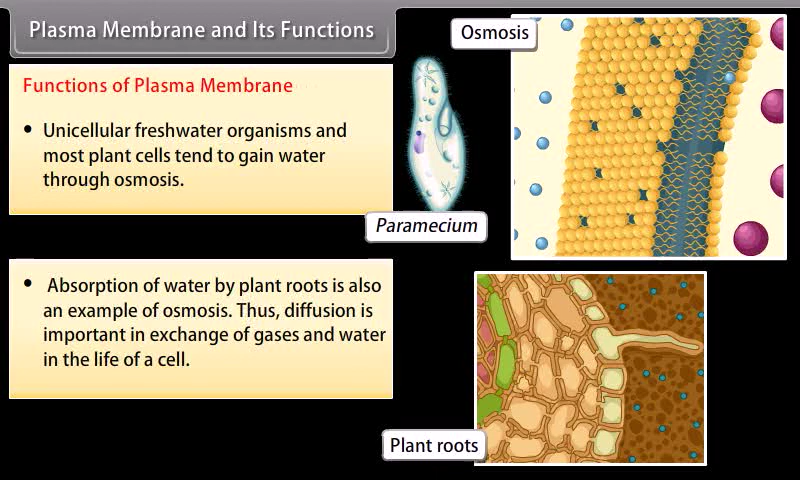 Plasma Membrane and Its Functions
Osmosis
Functions of Plasma Membrane
• Unicellular freshwater organisms and
most plant cells tend to gain water
through osmosis.
Paramecium
• Absorption of water by plant roots is also
an example of osmosis. Thus, diffusion is
important in exchange of gases and water
in the life of a cell.
Plant roots